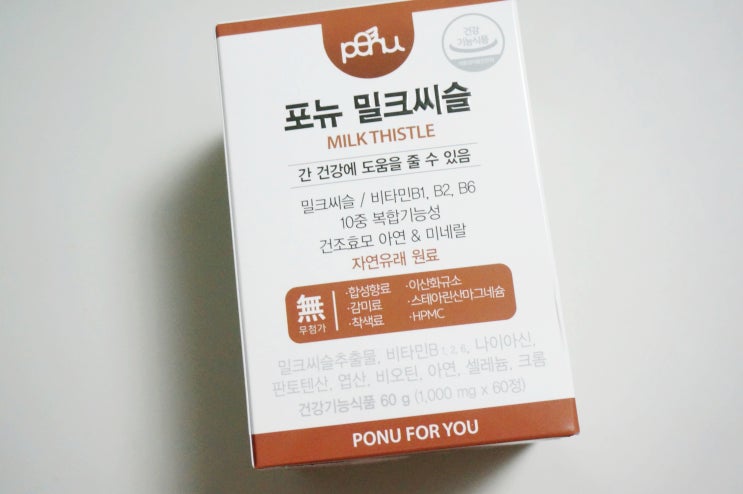 ponu
건강
기능식품
포뉴 밀크씨슬
MILK THISTLE
간 건강에 도움을 줄 수 있음
밀크씨슬 / 비타민B1, B2, B6
10중 복합기능성
건조효모 아연 & 미네랄
자연유래 원료
無
무첨가
·합성향료 ·이산화규소
·감미료 ·스테아린산마그네슘
·착색료 ·HPMC
밀크씨슬추출물, 비타민B 1, 2, 6, 나이아신,
판토텐산, 엽산, 비오틴, 아연, 셀레늄, 크롬
건강기능식품 60 g (1,000 mg x 60정)
PONU FOR YOU